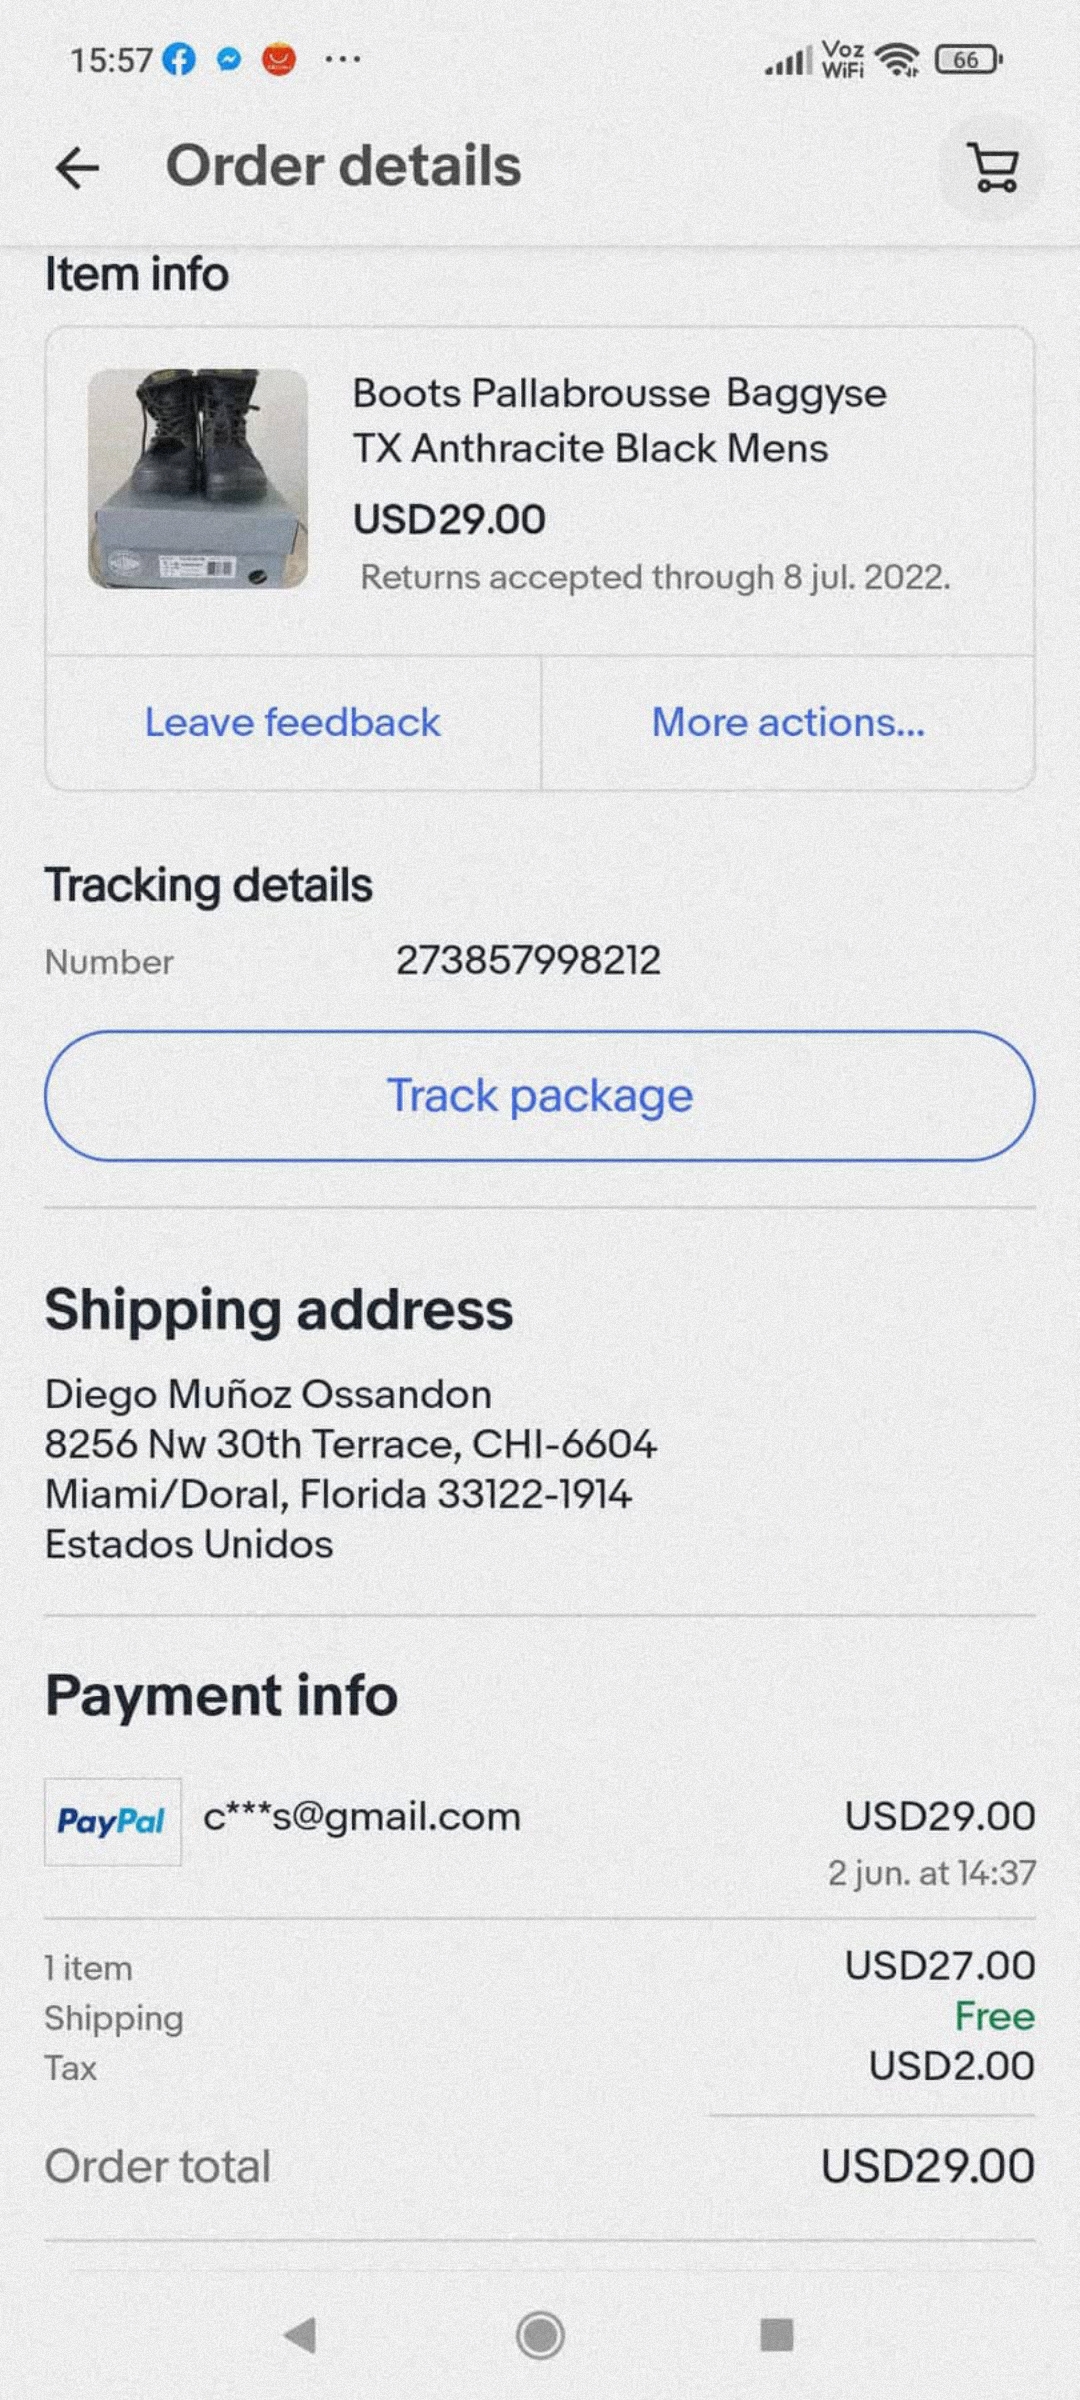 15:57 ... Voz WiFi 66
Order details
Item info
Boots Pallabrousse Baggyse
TX Anthracite Black Mens
USD29.00
Returns accepted through 8 jul. 2022.
Leave feedback More actions...
Tracking details
Number 273857998212
Track package
Shipping address
Diego Muñoz Ossandon
8256 Nw 30th Terrace, CHI-6604
Miami/Doral, Florida 33122-1914
Estados Unidos
Payment info
PayPal c***s@gmail.com USD29.00
2 jun. at 14:37
1 item USD27.00
Shipping Free
Tax USD2.00
Order total USD29.00